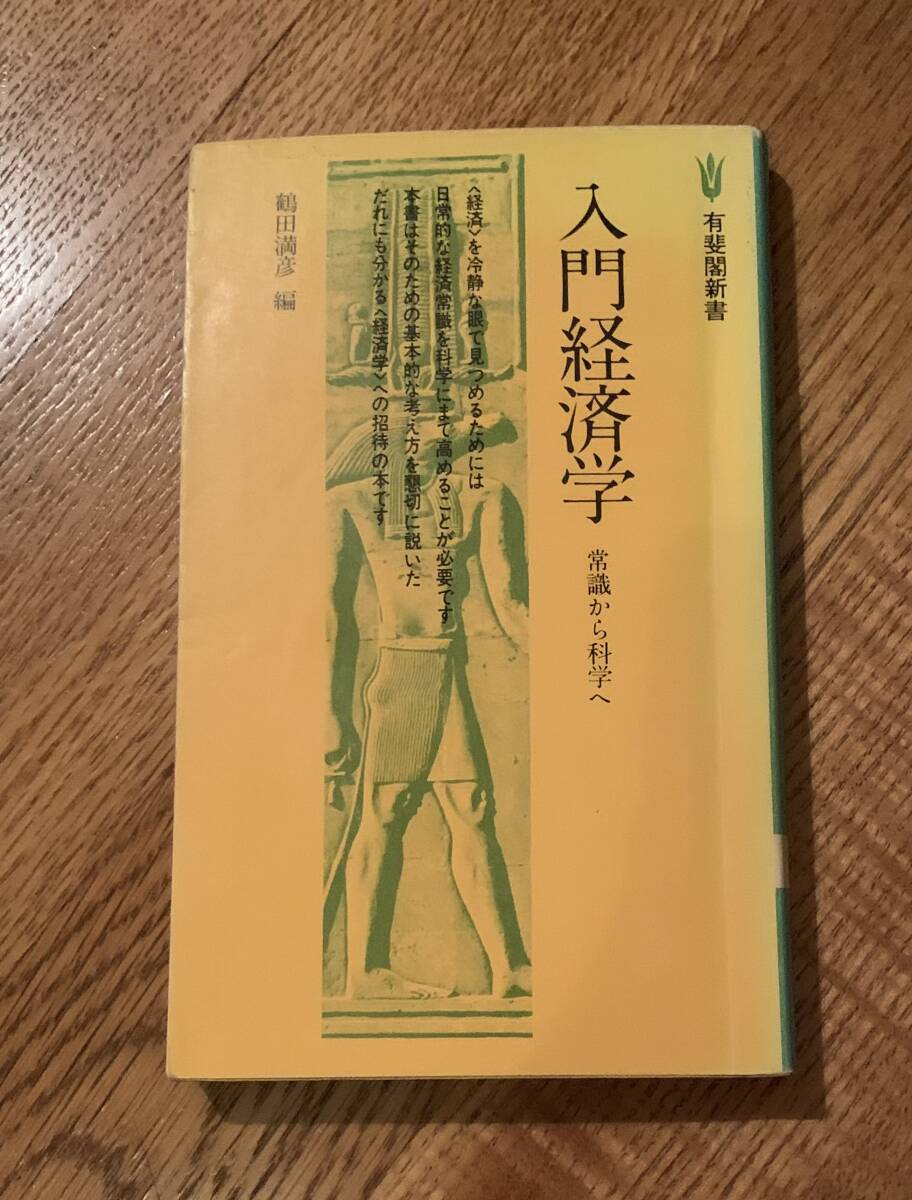 有斐閣新書
入門経済学
常識から科学へ
〈経済〉を冷静な眼で見つめるためには
日常的な経済常識を科学にまで高めることが必要です
本書はそのための基本的な考え方を懇切に説いた
だれにも分かる〈経済学〉への招待の本です
鶴田満彦 編